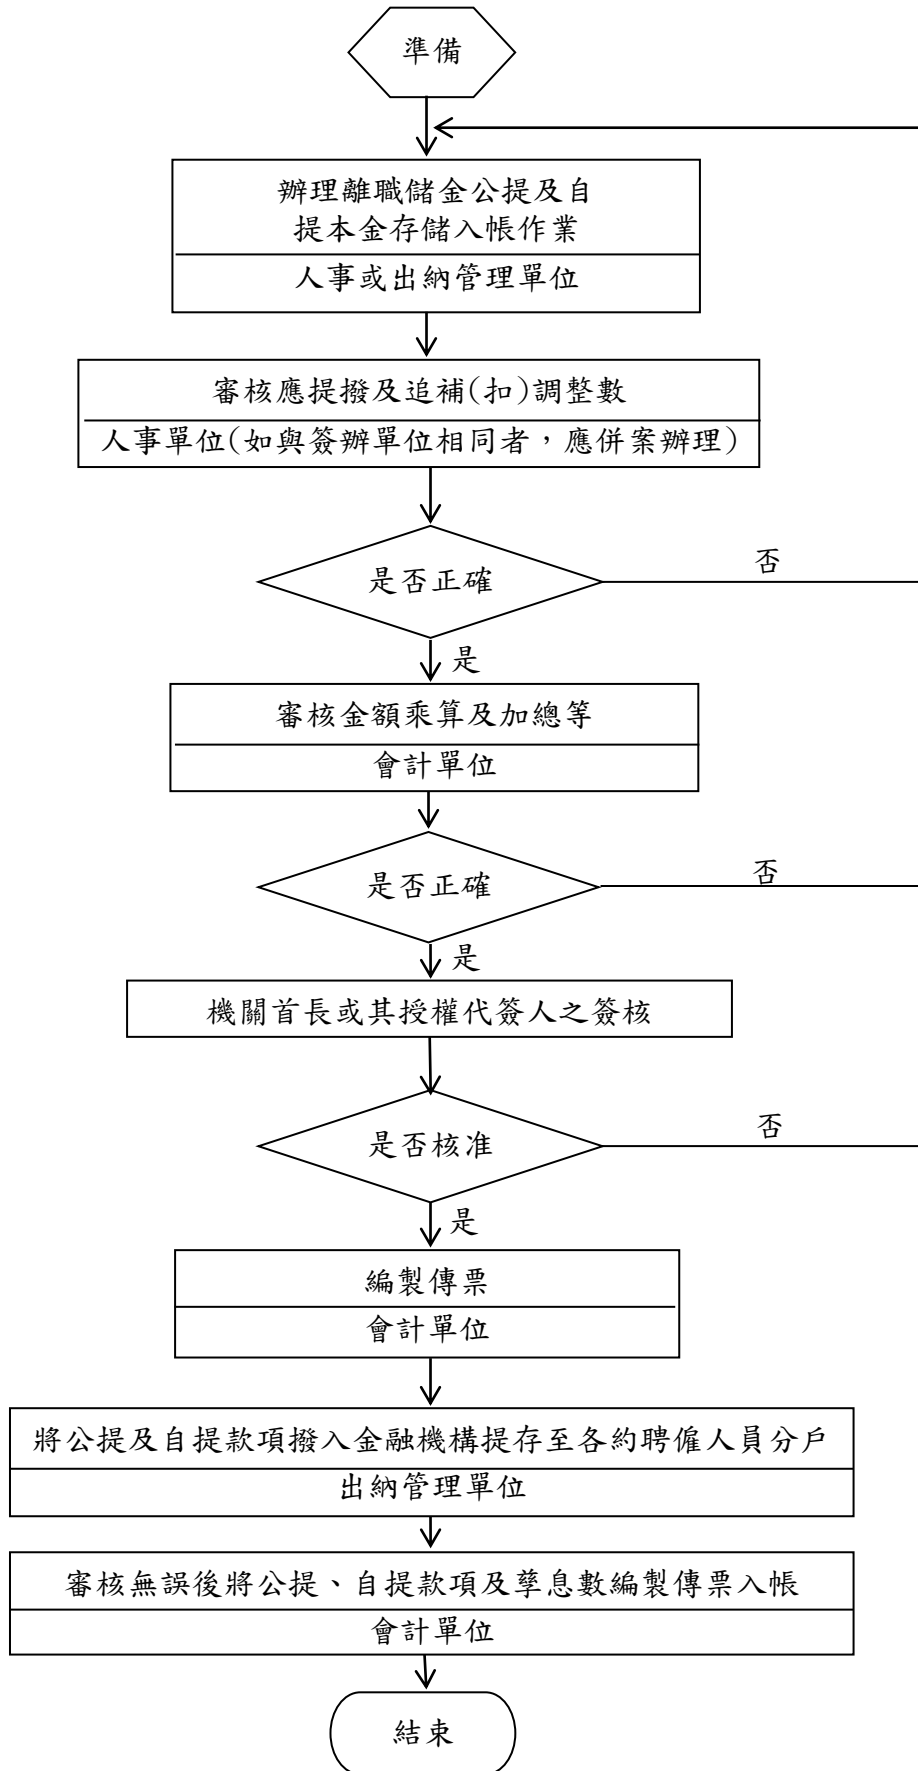 準備
辦理離職儲金公提及自
提本金存儲入帳作業
人事或出納管理單位
審核應提撥及追補(扣)調整數
人事單位(如與簽辦單位相同者，應併案辦理)
是否正確
否
是
審核金額乘算及加總等
會計單位
是否正確
否
是
機關首長或其授權代簽人之簽核
是否核准
否
是
編製傳票
會計單位
將公提及自提款項撥入金融機構提存至各約聘僱人員分戶
出納管理單位
審核無誤後將公提、自提款項及孳息數編製傳票入帳
會計單位
結束